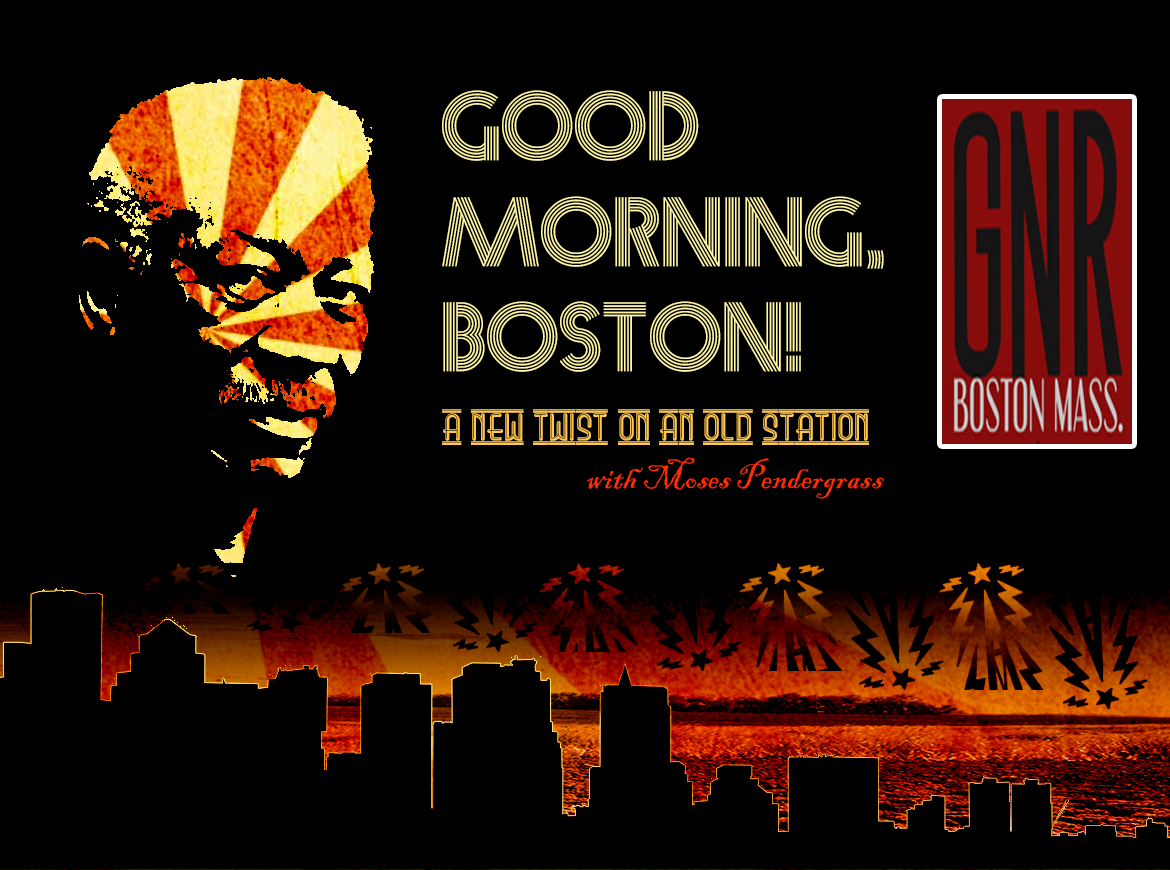 GOOD
MORNING,
BOSTON!
A NEW TWIST ON AN OLD STATION
with Moses Pendergrass
GNR
BOSTON MASS.